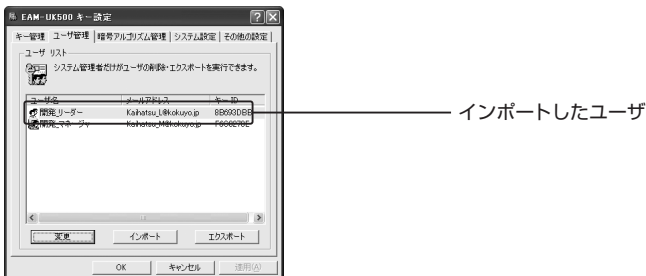 EAM-UK500 キー設定
キー管理 ユーザ管理 暗号アルゴリズム管理 システム設定 その他の設定
ユーザ リスト
システム管理者だけがユーザの削除・エクスポートを実行できます。
ユーザ名 メールアドレス キーID
開発_リーダー Kaihatsu_L@kokuyo.jp 8B693DBB
開発_マネージャ Kaihatsu_M@kokuyo.jp
インポートしたユーザ
変更 インポート エクスポート
OK キャンセル 適用(A)